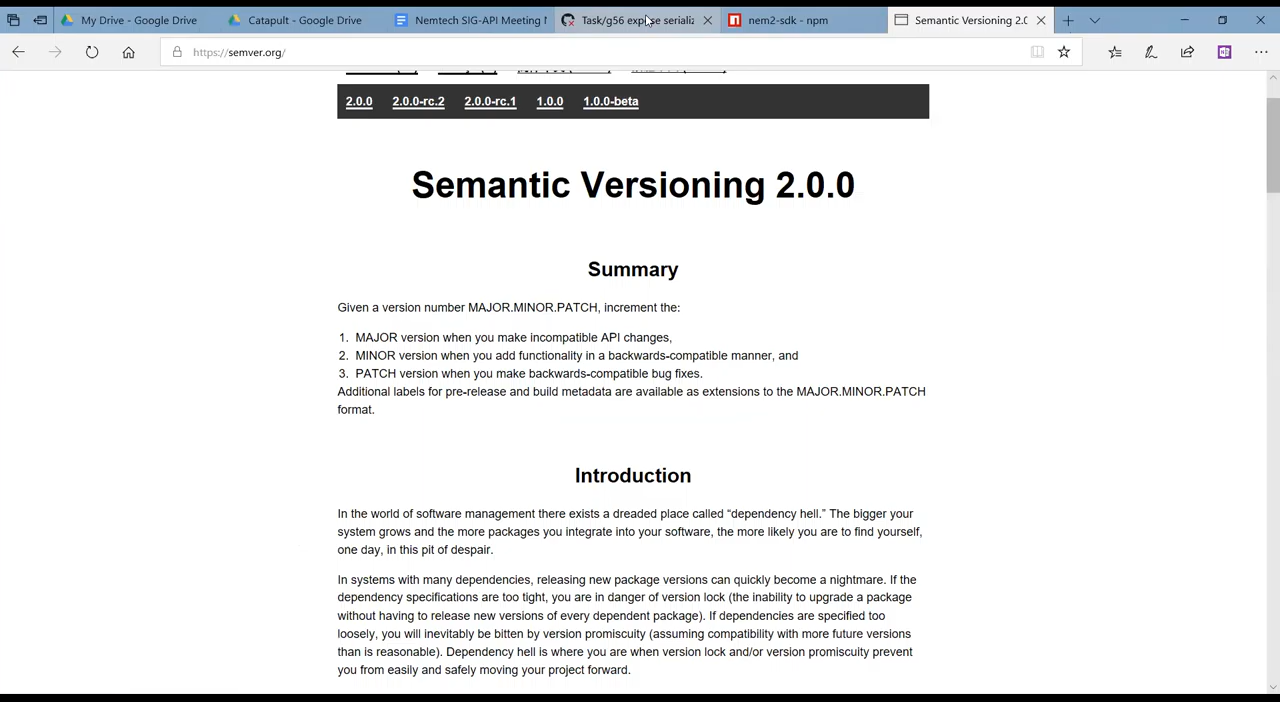 My Drive - Google Drive
Catapult - Google Drive
Nemtech SIG-API Meeting
Task/g56 expose serializ
nem2-sdk - npm
Semantic Versioning 2.0.
https://semver.org/
2.0.0 2.0.0-rc.2 2.0.0-rc.1 1.0.0 1.0.0-beta
Semantic Versioning 2.0.0
Summary
Given a version number MAJOR.MINOR.PATCH, increment the:
1. MAJOR version when you make incompatible API changes,
2. MINOR version when you add functionality in a backwards-compatible manner, and
3. PATCH version when you make backwards-compatible bug fixes.
Additional labels for pre-release and build metadata are available as extensions to the MAJOR.MINOR.PATCH
format.
Introduction
In the world of software management there exists a dreaded place called “dependency hell.” The bigger your
system grows and the more packages you integrate into your software, the more likely you are to find yourself,
one day, in this pit of despair.
In systems with many dependencies, releasing new package versions can quickly become a nightmare. If the
dependency specifications are too tight, you are in danger of version lock (the inability to upgrade a package
without having to release new versions of every dependent package). If dependencies are specified too
loosely, you will inevitably be bitten by version promiscuity (assuming compatibility with more future versions
than is reasonable). Dependency hell is where you are when version lock and/or version promiscuity prevent
you from easily and safely moving your project forward.